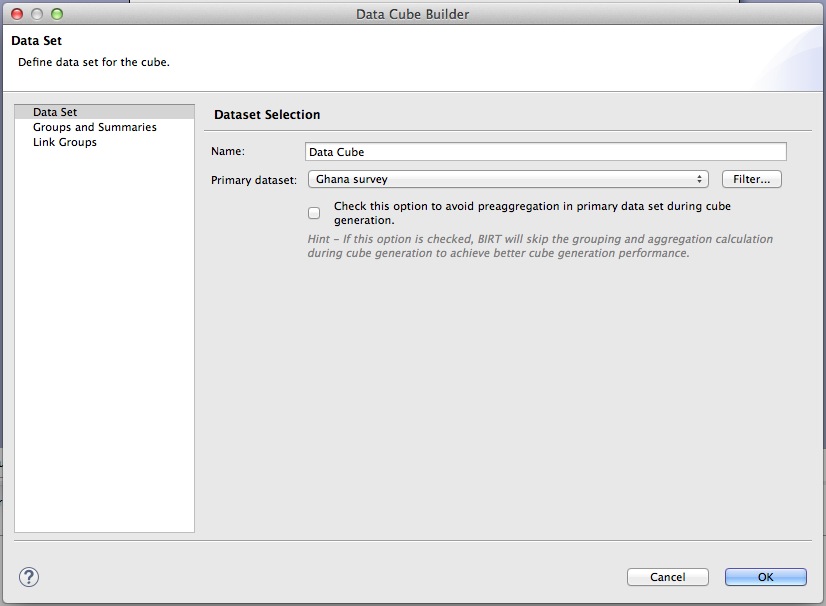 Data Cube Builder
Data Set
Define data set for the cube.
Data Set
Groups and Summaries
Link Groups
Dataset Selection
Name:
Data Cube
Primary dataset:
Ghana survey
Filter...
Check this option to avoid preaggregation in primary data set during cube
generation.
Hint - If this option is checked, BIRT will skip the grouping and aggregation calculation
during cube generation to achieve better cube generation performance.
?
Cancel
OK